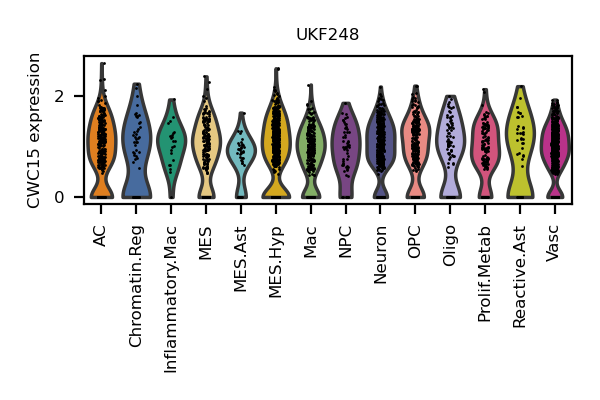 UKF248
CWC15 expression
2
0
AC
Chromatin.Reg
Inflammatory.Mac
MES
MES.Ast
MES.Hyp
Mac
NPC
Neuron
OPC
Oligo
Prolif.Metab
Reactive.Ast
Vasc